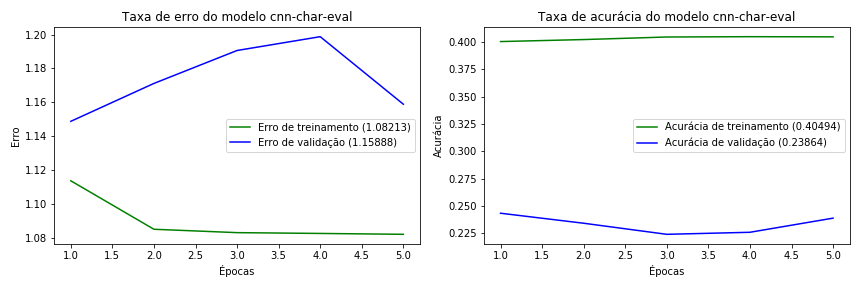 Taxa de erro do modelo cnn-char-eval
1.20
1.18
1.16
1.14
1.12
1.10
1.08
Erro
Erro de treinamento (1.08213)
Erro de validação (1.15888)
1.0 1.5 2.0 2.5 3.0 3.5 4.0 4.5 5.0
Épocas
Taxa de acurácia do modelo cnn-char-eval
0.400
0.375
0.350
0.325
0.300
0.275
0.250
0.225
Acurácia
Acurácia de treinamento (0.40494)
Acurácia de validação (0.23864)
1.0 1.5 2.0 2.5 3.0 3.5 4.0 4.5 5.0
Épocas